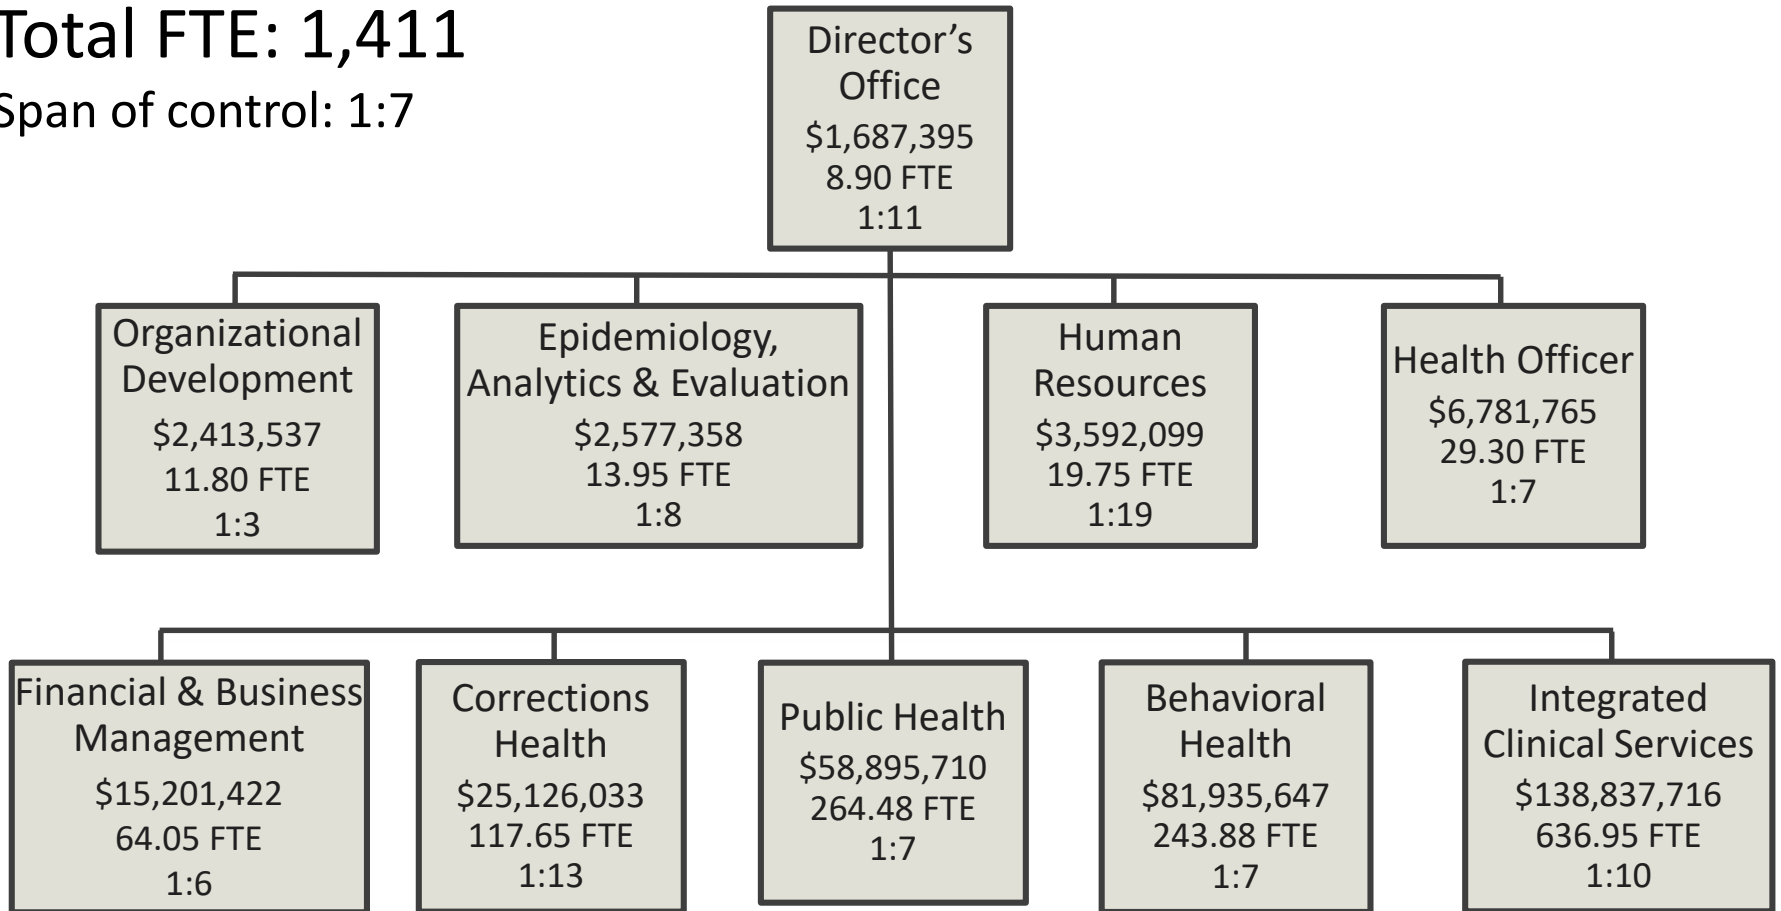 Total FTE: 1,411
Span of control: 1:7
Director’s
Office
$1,687,395
8.90 FTE
1:11
Organizational
Development
$2,413,537
11.80 FTE
1:3
Epidemiology,
Analytics & Evaluation
$2,577,358
13.95 FTE
1:8
Human
Resources
$3,592,099
19.75 FTE
1:19
Health Officer
$6,781,765
29.30 FTE
1:7
Financial & Business
Management
$15,201,422
64.05 FTE
1:6
Corrections
Health
$25,126,033
117.65 FTE
1:13
Public Health
$58,895,710
264.48 FTE
1:7
Behavioral
Health
$81,935,647
243.88 FTE
1:7
Integrated
Clinical Services
$138,837,716
636.95 FTE
1:10